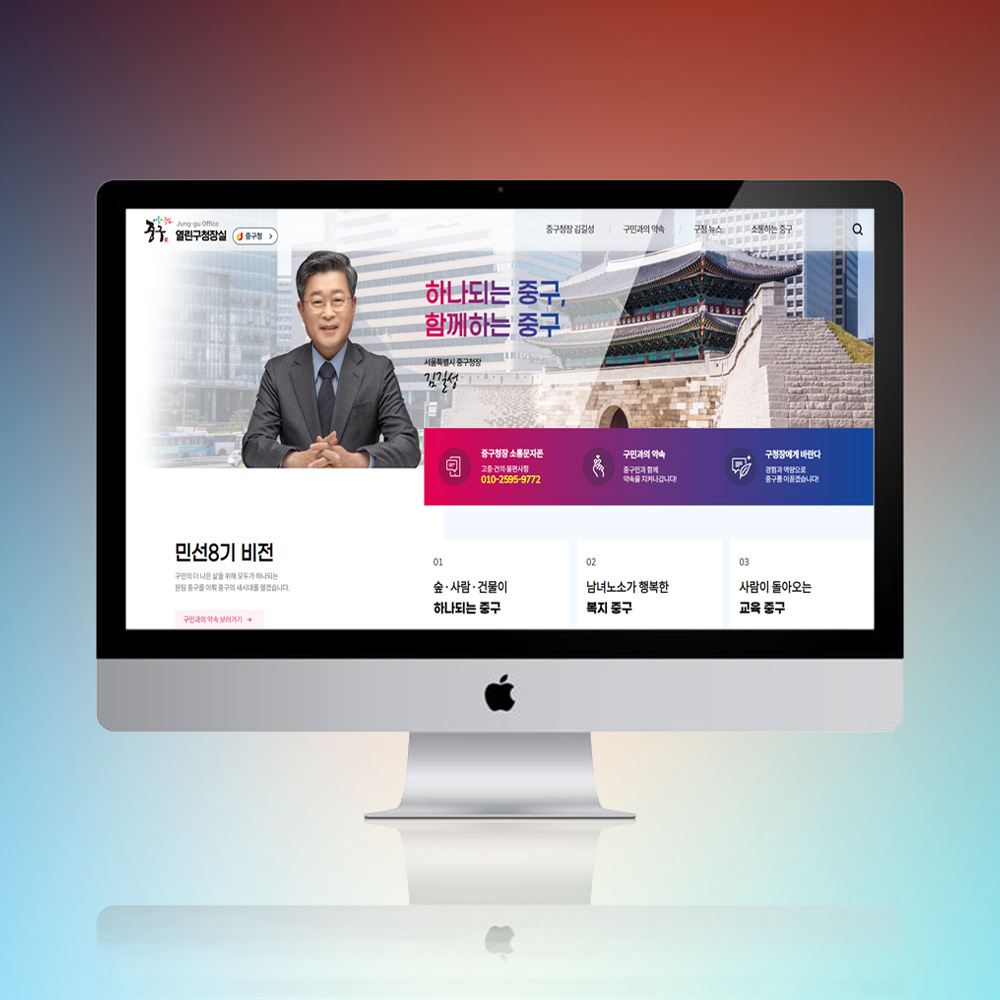 중구
Jung-gu Office
열린구청장실
중구청
중구청장 김길성
구민과의 약속
구정 뉴스
소통하는 중구
하나되는 중구,
함께하는 중구
서울특별시 중구청장
김길성
중구청장 소통문자폰
고충·건의·불편사항
010-2595-9772
구민과의 약속
중구민과 함께
약속을 지켜나갑니다!
구청장에게 바란다
경험과 역량으로
중구를 이끌겠습니다!
민선8기 비전
구민의 더 나은 삶을 위해 모두가 하나되는
원팀 중구를 이뤄 중구의 새시대를 열겠습니다.
구민과의 약속 보러가기
01
숲·사람·건물이
하나되는 중구
02
남녀노소가 행복한
복지 중구
03
사람이 돌아오는
교육 중구